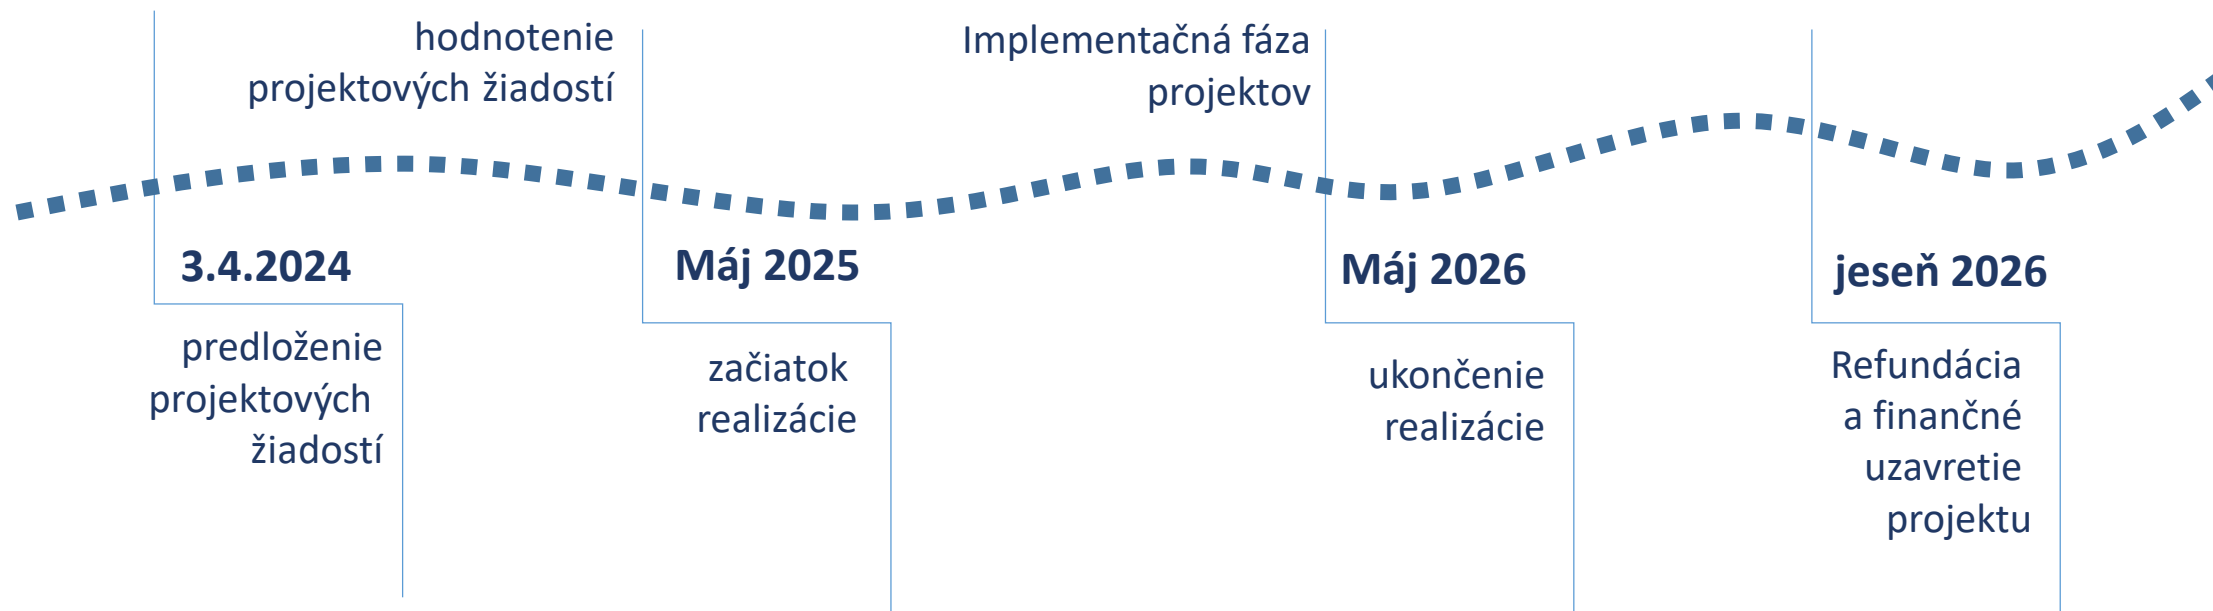 hodnotenie
projektových žiadostí
Implementačná fáza
projektov
3.4.2024
predloženie
projektových
žiadostí
Máj 2025
začiatok
realizácie
Máj 2026
ukončenie
realizácie
jeseň 2026
Refundácia
a finančné
uzavretie
projektu